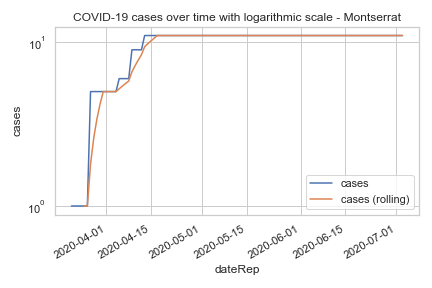 COVID-19 cases over time with logarithmic scale - Montserrat
cases
10¹
10⁰
cases
cases (rolling)
2020-04-01
2020-04-15
2020-05-01
2020-05-15
2020-06-01
2020-06-15
2020-07-01
dateRep